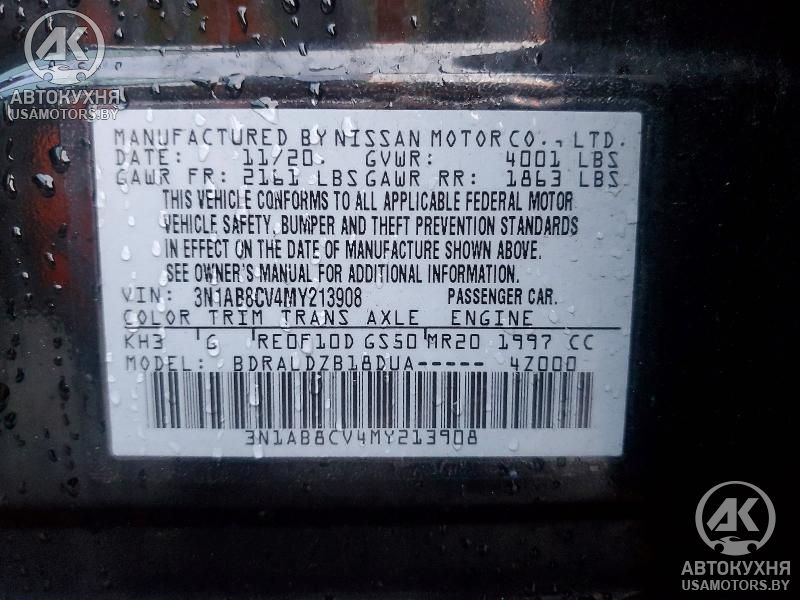 АК
АВТОКУХНЯ
USAMOTORS.BY
MANUFACTURED BY NISSAN MOTOR CO., LTD.
DATE: 11/20. GVWR: 4001 LBS
GAWR FR: 2161 LBS GAWR RR: 1863 LBS
THIS VEHICLE CONFORMS TO ALL APPLICABLE FEDERAL MOTOR
VEHICLE SAFETY, BUMPER AND THEFT PREVENTION STANDARDS
IN EFFECT ON THE DATE OF MANUFACTURE SHOWN ABOVE.
SEE OWNER'S MANUAL FOR ADDITIONAL INFORMATION.
VIN: 3N1AB8CV4MY213908 PASSENGER CAR.
COLOR TRIM TRANS AXLE ENGINE
KH3 G RE0F10D GS50 MR20 1997 CC
MODEL: BDRALDZB18DUA----- 4Z000
3N1AB8CV4MY213908
АК
АВТОКУХНЯ
USAMOTORS.BY